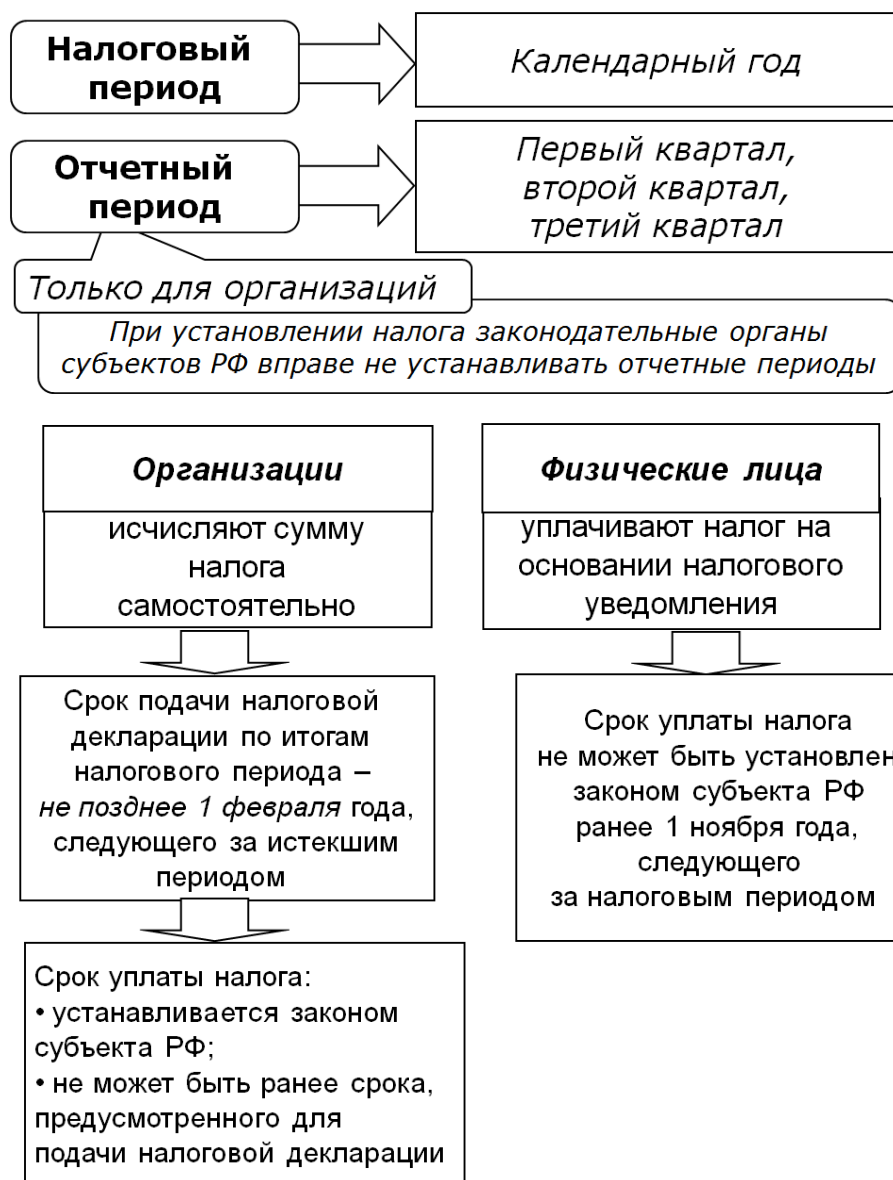 Налоговый
период
Календарный год
Отчетный
период
Первый квартал,
второй квартал,
третий квартал
Только для организаций
При установлении налога законодательные органы
субъектов РФ вправе не устанавливать отчетные периоды
Организации
исчисляют сумму
налога
самостоятельно
Срок подачи налоговой
декларации по итогам
налогового периода –
не позднее 1 февраля года,
следующего за истекшим
периодом
Срок уплаты налога:
• устанавливается законом
субъекта РФ;
• не может быть ранее срока,
предусмотренного для
подачи налоговой декларации
Физические лица
уплачивают налог на
основании налогового
уведомления
Срок уплаты налога
не может быть установлен
законом субъекта РФ
ранее 1 ноября года,
следующего
за налоговым периодом